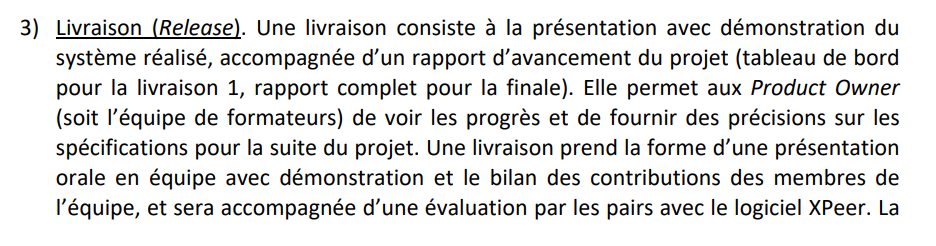 3) Livraison (Release). Une livraison consiste à la présentation avec démonstration du
système réalisé, accompagnée d’un rapport d’avancement du projet (tableau de bord
pour la livraison 1, rapport complet pour la finale). Elle permet aux Product Owner
(soit l’équipe de formateurs) de voir les progrès et de fournir des précisions sur les
spécifications pour la suite du projet. Une livraison prend la forme d’une présentation
orale en équipe avec démonstration et le bilan des contributions des membres de
l’équipe, et sera accompagnée d’une évaluation par les pairs avec le logiciel XPeer. La